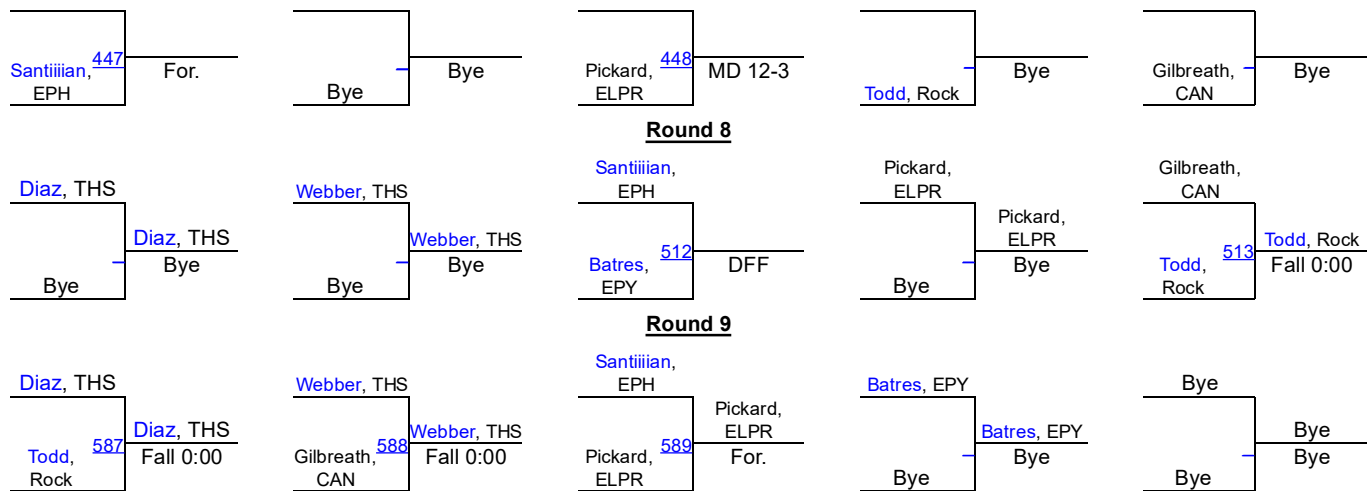 447
Santiiiian,
EPH
For.
Bye
Bye
448
Pickard,
ELPR
MD 12-3
Todd, Rock
Bye
Gilbreath,
CAN
Bye
Round 8
Diaz, THS
Bye
Diaz, THS
Bye
Webber, THS
Bye
Webber, THS
Bye
Santiiiian,
EPH
512
Batres,
EPY
DFF
Pickard,
ELPR
Bye
Pickard,
ELPR
Bye
Gilbreath,
CAN
513
Todd,
Rock
Todd, Rock
Fall 0:00
Round 9
Diaz, THS
587
Todd,
Rock
Diaz, THS
Fall 0:00
Webber, THS
588
Gilbreath,
CAN
Webber, THS
Fall 0:00
Santiiiian,
EPH
589
Pickard,
ELPR
Pickard,
ELPR
For.
Batres, EPY
Bye
Batres, EPY
Bye
Bye
Bye
Bye
Bye